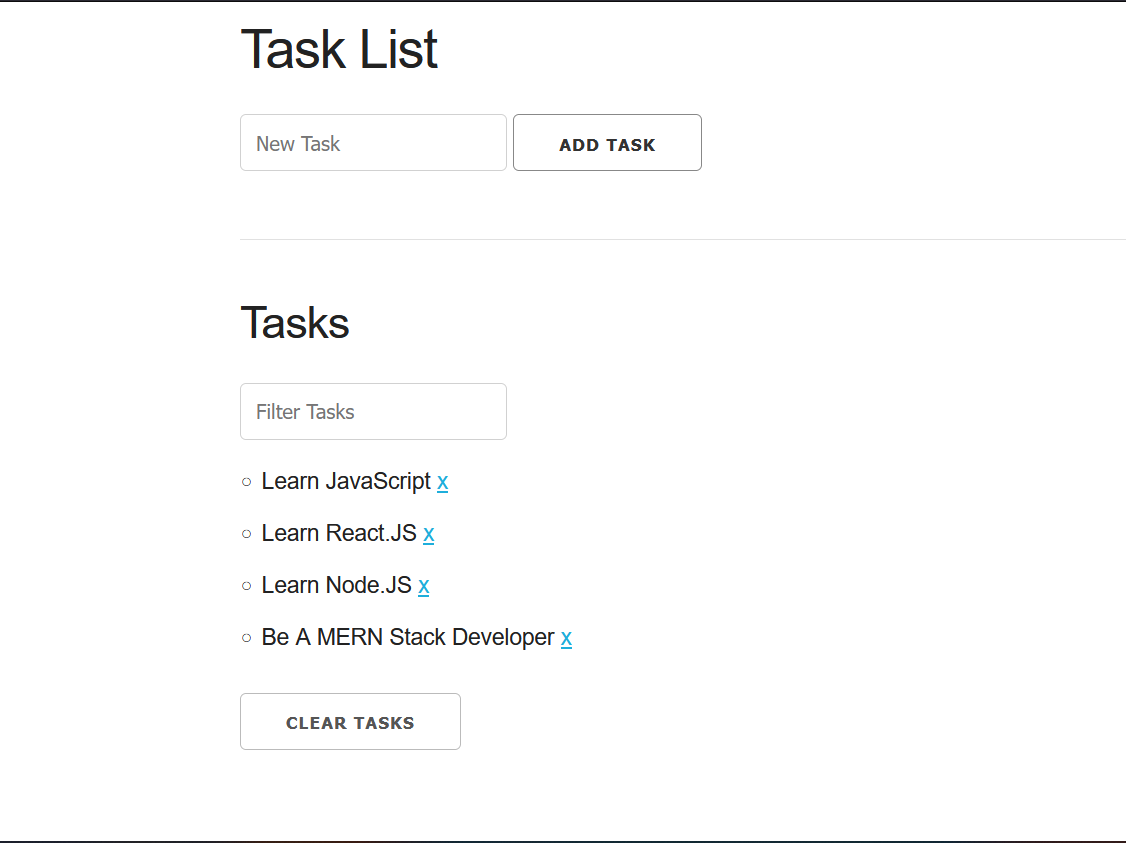 Task List
New Task ADD TASK
Tasks
Filter Tasks
Learn JavaScript x
Learn React.JS x
Learn Node.JS x
Be A MERN Stack Developer x
CLEAR TASKS